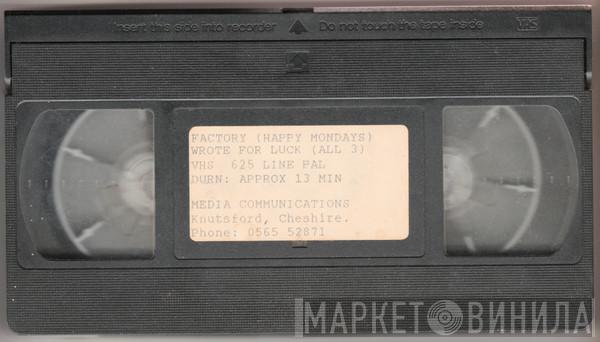 Insert this side into recorder Do not touch the tape inside VHS
FACTORY (HAPPY MONDAYS)
WROTE FOR LUCK (ALL 3)
VHS 625 LINE PAL
DURN: APPROX 13 MIN
MEDIA COMMUNICATIONS
Knutsford, Cheshire.
Phone: 0565 52871
МАРКЕТ ВИНИЛА